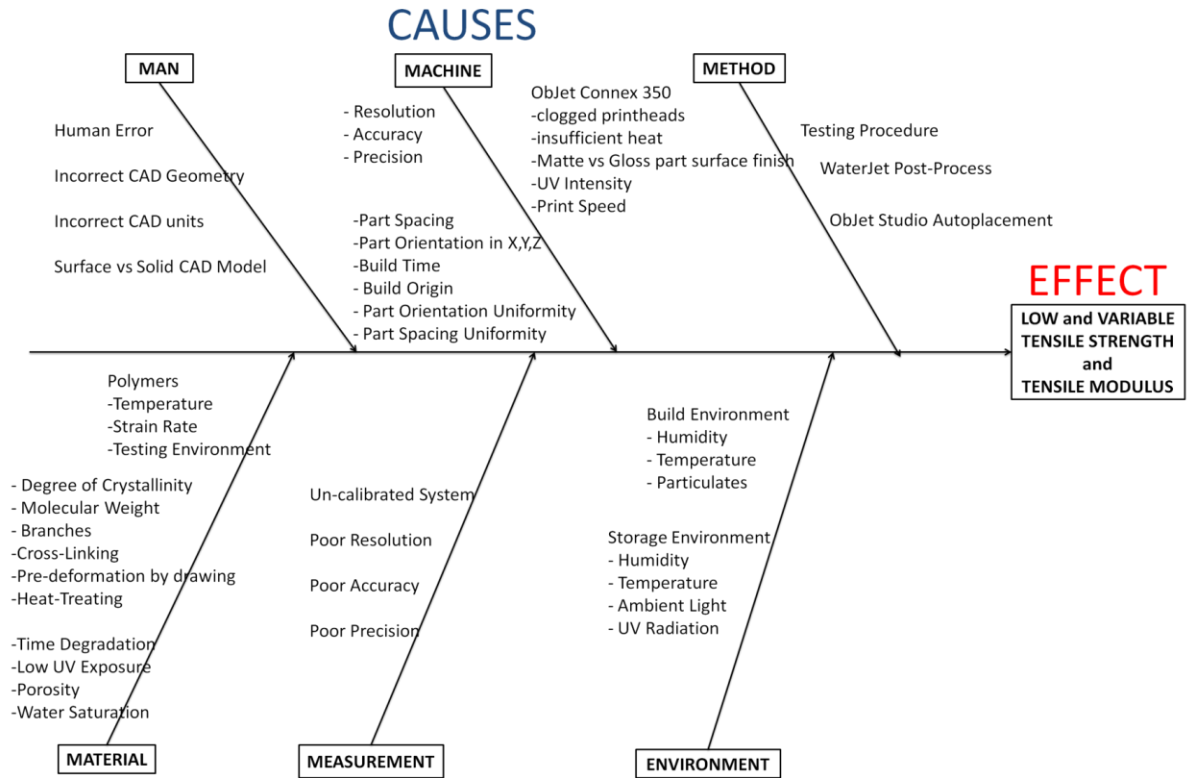 CAUSES
MAN
MACHINE
METHOD
Human Error
Incorrect CAD Geometry
Incorrect CAD units
Surface vs Solid CAD Model
- Resolution
- Accuracy
- Precision
-Part Spacing
-Part Orientation in X,Y,Z
-Build Time
- Build Origin
- Part Orientation Uniformity
- Part Spacing Uniformity
ObJet Connex 350
-clogged printheads
-insufficient heat
-Matte vs Gloss part surface finish
-UV Intensity
-Print Speed
Testing Procedure
WaterJet Post-Process
ObJet Studio Autoplacement
EFFECT
LOW and VARIABLE
TENSILE STRENGTH
and
TENSILE MODULUS
Polymers
-Temperature
-Strain Rate
-Testing Environment
- Degree of Crystallinity
- Molecular Weight
- Branches
-Cross-Linking
-Pre-deformation by drawing
-Heat-Treating
-Time Degradation
-Low UV Exposure
-Porosity
-Water Saturation
Un-calibrated System
Poor Resolution
Poor Accuracy
Poor Precision
Build Environment
- Humidity
- Temperature
- Particulates
Storage Environment
- Humidity
- Temperature
- Ambient Light
- UV Radiation
MATERIAL
MEASUREMENT
ENVIRONMENT